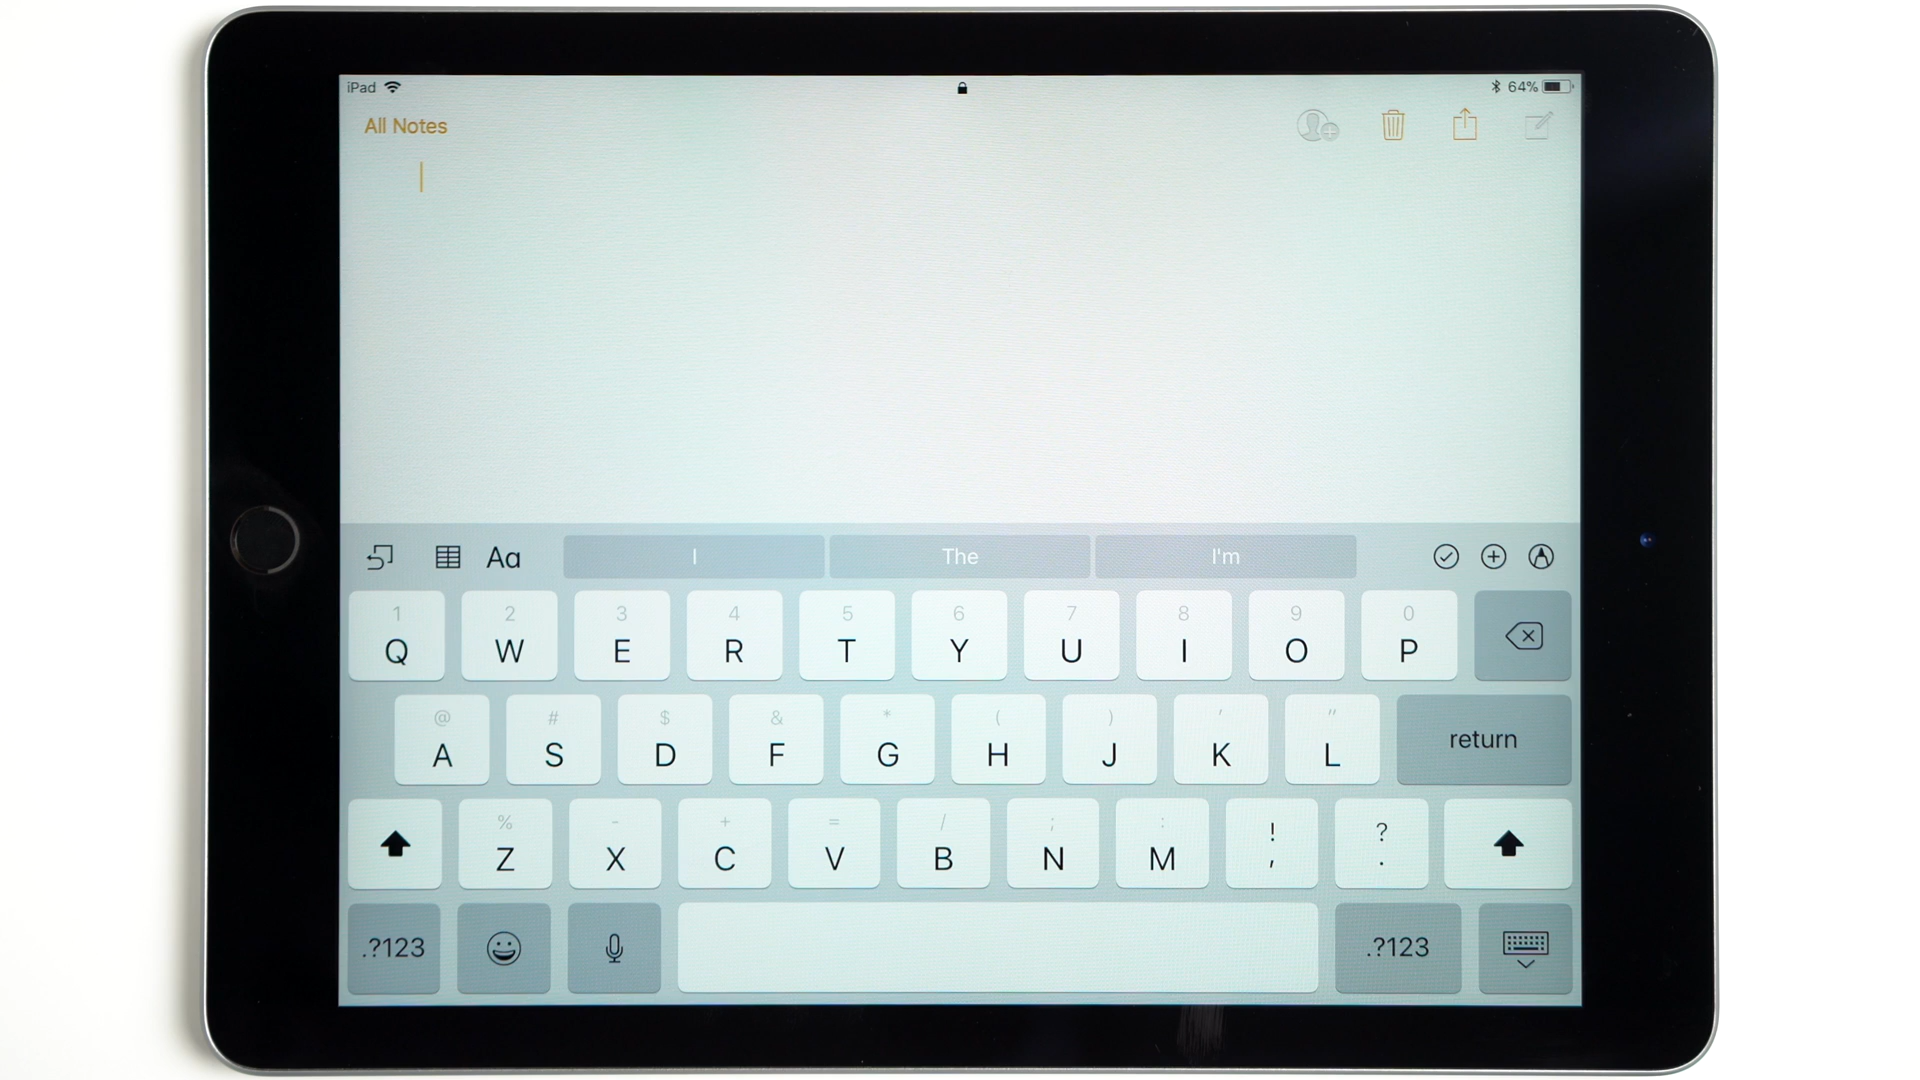 iPad 64%
All Notes
Aa I The I'm
1 2 3 4 5 6 7 8 9 0
Q W E R T Y U I O P
@ # $ & * ( ) ' "
A S D F G H J K L return
% - + = / ; : ! ?
Z X C V B N M , .
.?123 .?123